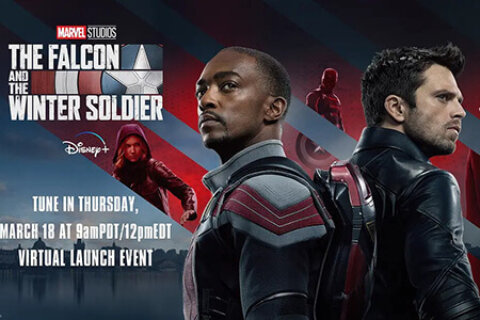 MARVEL STUDIOS
THE FALCON
AND THE
WINTER SOLDIER
Disney+
TUNE IN THURSDAY,
MARCH 18 AT 9amPDT/12pmEDT
VIRTUAL LAUNCH EVENT